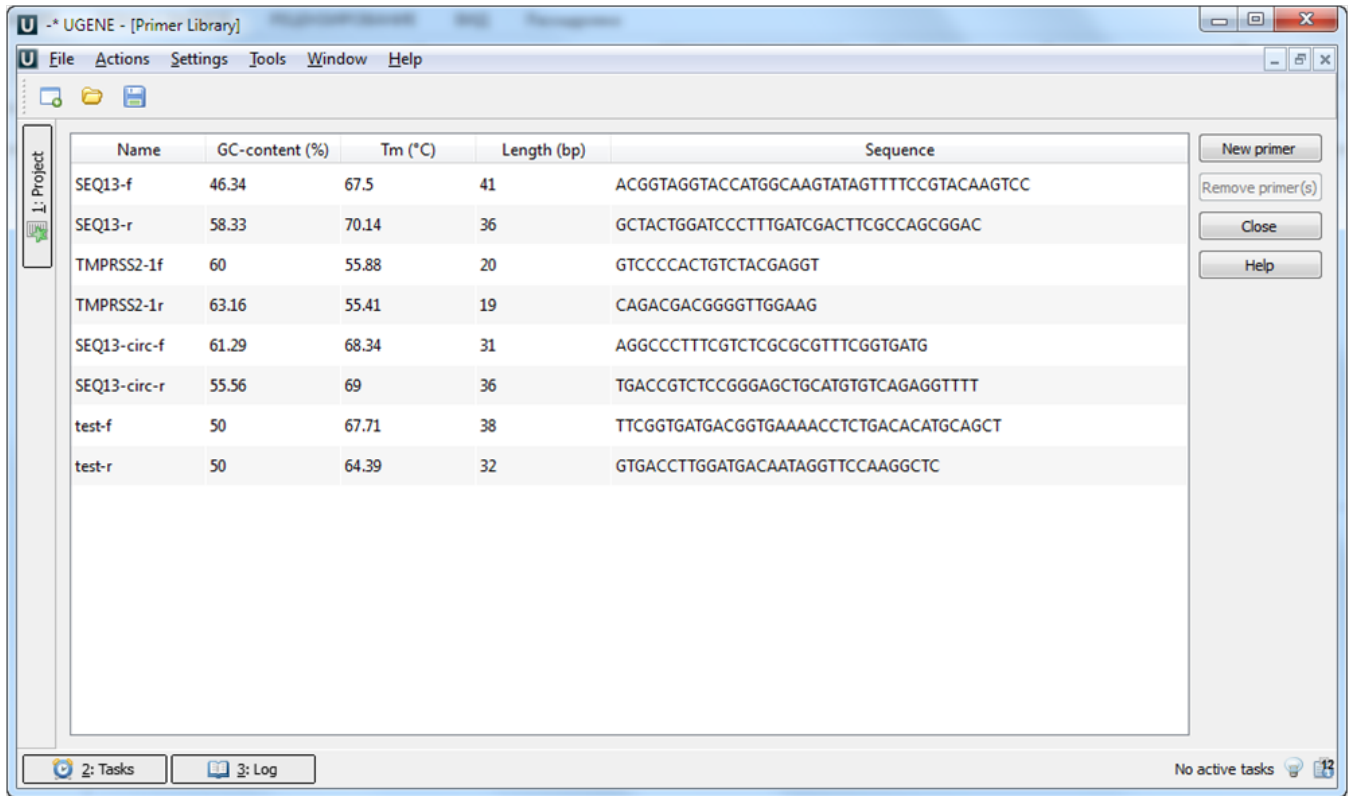 U -* UGENE - [Primer Library]
U File Actions Settings Tools Window Help
1: Project
Name GC-content (%) Tm (°C) Length (bp) Sequence
SEQ13-f 46.34 67.5 41 ACGGTAGGTACCATGGCAAGTATAGTTTTCCGTACAAGTCC
SEQ13-r 58.33 70.14 36 GCTACTGGATCCCTTTGATCGACTTCGCCAGCGGAC
TMPRSS2-1f 60 55.88 20 GTCCCCACTGTCTACGAGGT
TMPRSS2-1r 63.16 55.41 19 CAGACGACGGGGTTGGAAG
SEQ13-circ-f 61.29 68.34 31 AGGCCCTTTCGTCTCGCGCGTTTCGGTGATG
SEQ13-circ-r 55.56 69 36 TGACCGTCTCCGGGAGCTGCATGTGTCAGAGGTTTT
test-f 50 67.71 38 TTCGGTGATGACGGTGAAAACCTCTGACACATGCAGCT
test-r 50 64.39 32 GTGACCTTGGATGACAATAGGTTCCAAGGCTC
New primer
Remove primer(s)
Close
Help
2: Tasks 3: Log No active tasks 12